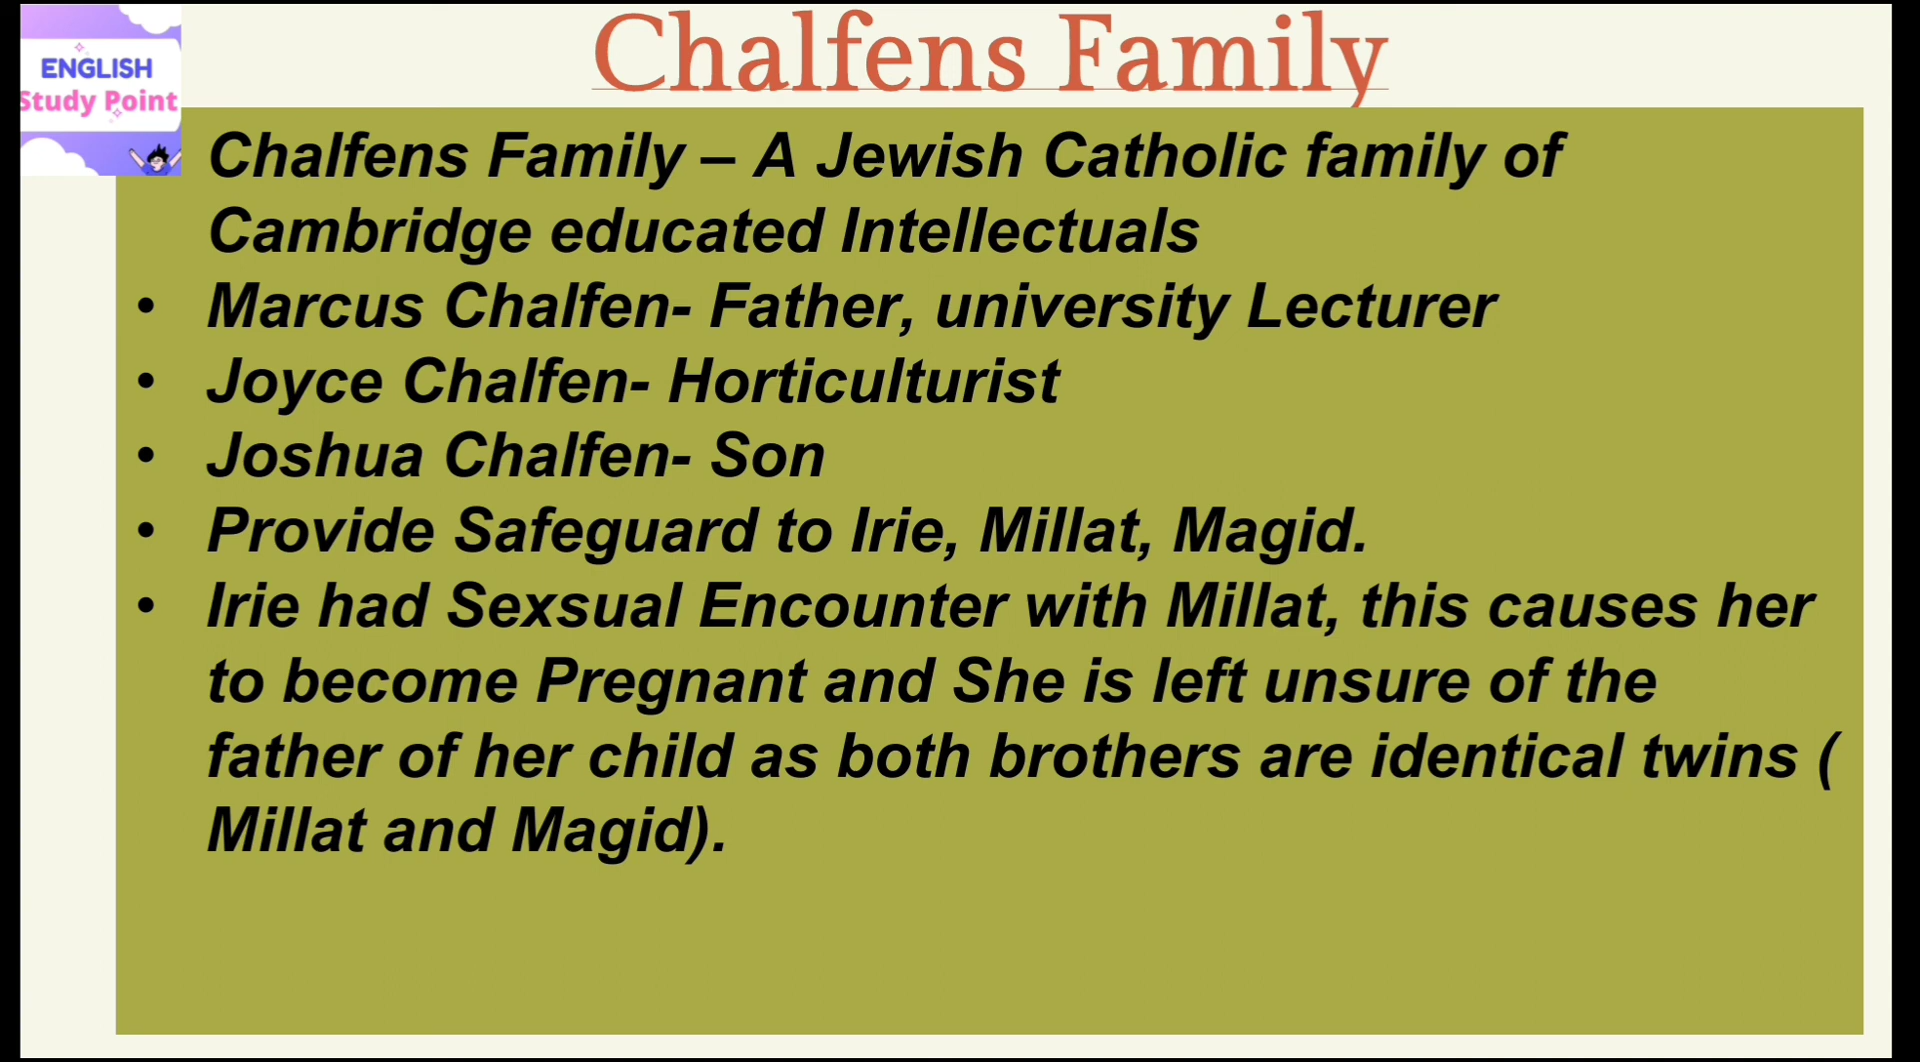 Chalfens Family
ENGLISH
Study Point
Chalfens Family – A Jewish Catholic family of
Cambridge educated Intellectuals
• Marcus Chalfen- Father, university Lecturer
• Joyce Chalfen- Horticulturist
• Joshua Chalfen- Son
• Provide Safeguard to Irie, Millat, Magid.
• Irie had Sexsual Encounter with Millat, this causes her
to become Pregnant and She is left unsure of the
father of her child as both brothers are identical twins (
Millat and Magid).